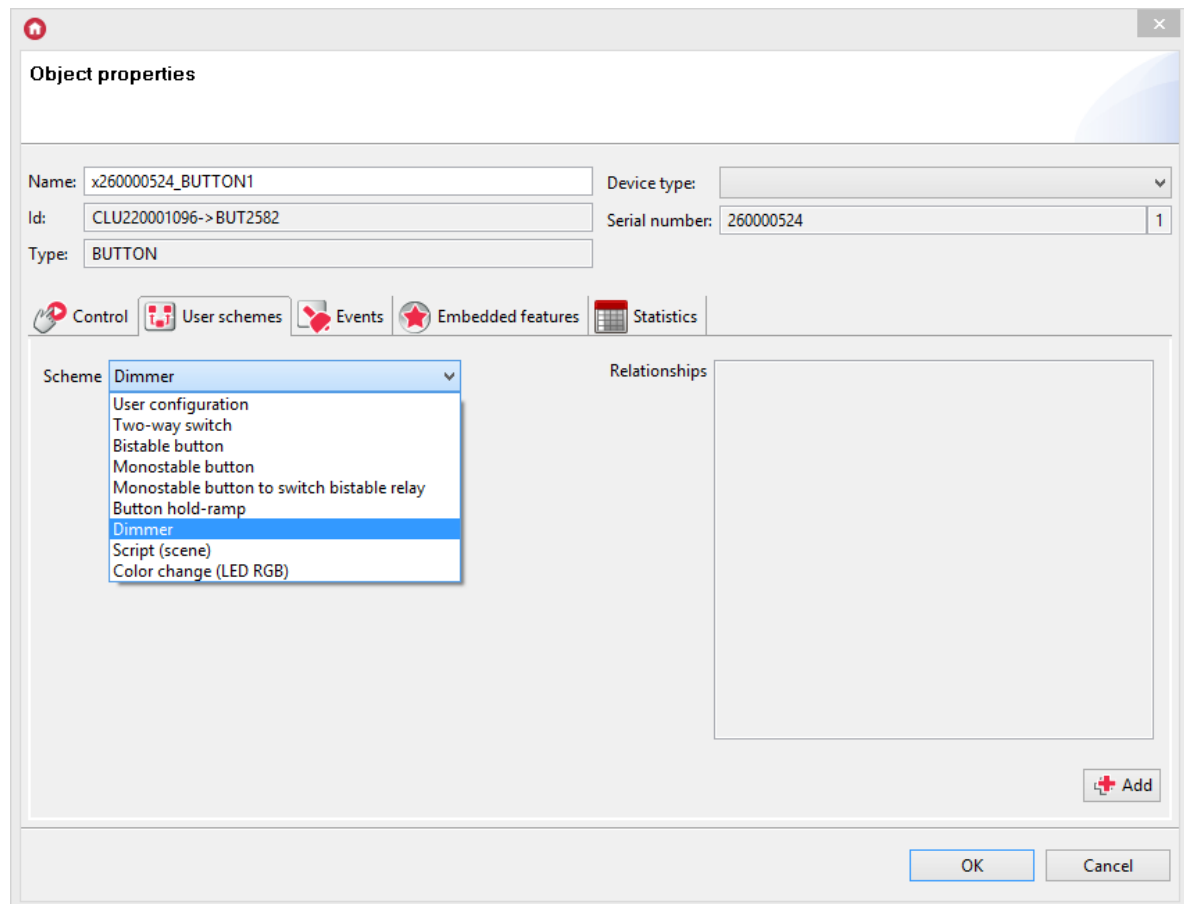 Object properties
Name: x260000524_BUTTON1
Device type:
Id: CLU220001096->BUT2582
Serial number: 260000524 1
Type: BUTTON
Control User schemes Events Embedded features Statistics
Scheme Dimmer
Relationships
User configuration
Two-way switch
Bistable button
Monostable button
Monostable button to switch bistable relay
Button hold-ramp
Dimmer
Script (scene)
Color change (LED RGB)
Add
OK Cancel